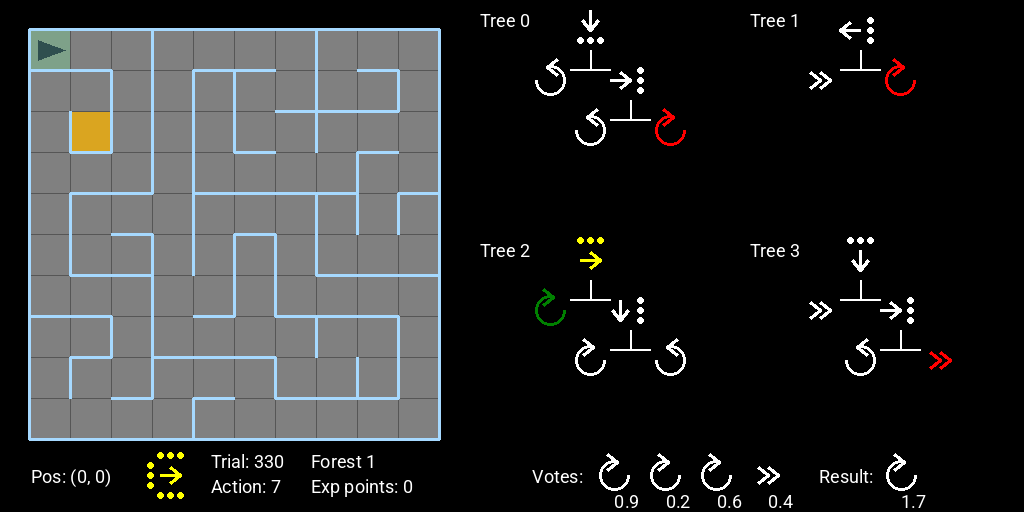 Tree 0
Tree 1
Tree 2
Tree 3
Pos: (0, 0)
Trial: 330
Forest 1
Action: 7
Exp points: 0
Votes:
0.9
0.2
0.6
0.4
Result:
1.7